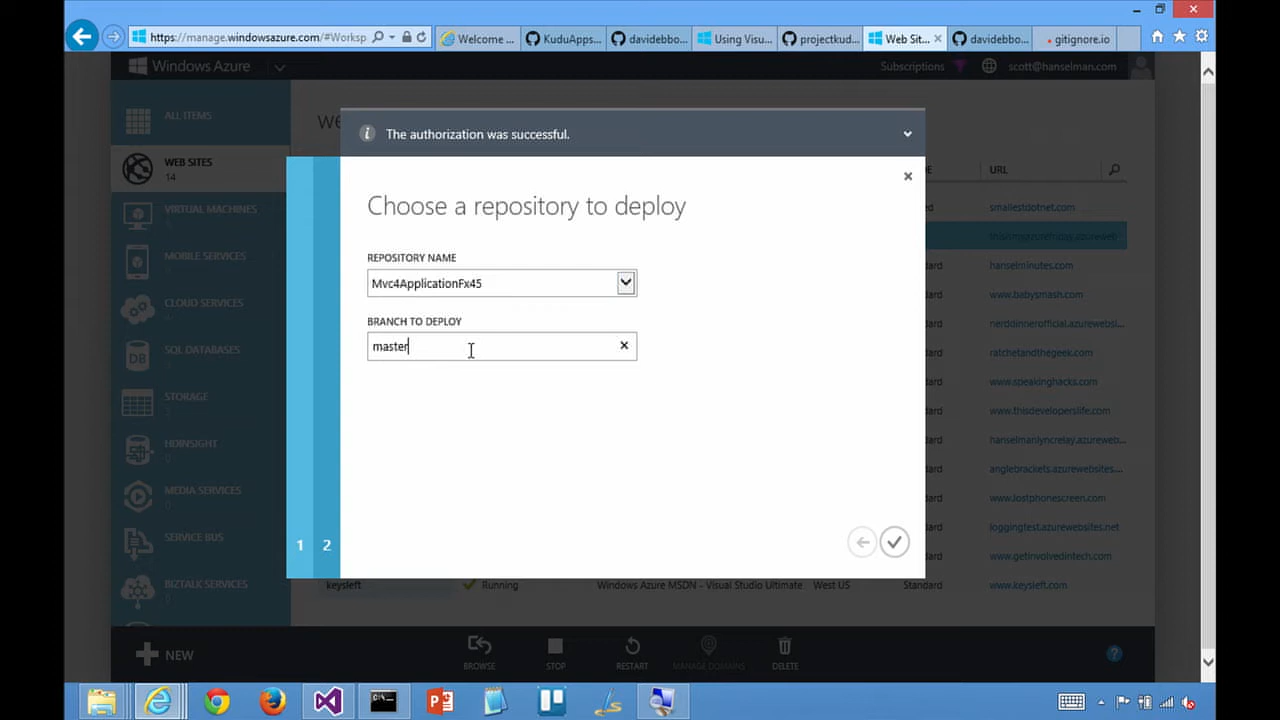 https://manage.windowsazure.com/#Worksp
Welcome ...
KuduApps...
davidebbo...
Using Visu...
projectkud...
Web Sit...
davidebbo...
gitignore.io
Windows Azure
Subscriptions
scott@hanselman.com
ALL ITEMS
WEB SITES
14
VIRTUAL MACHINES
MOBILE SERVICES
CLOUD SERVICES
SQL DATABASES
STORAGE
HDINSIGHT
0
MEDIA SERVICES
0
SERVICE BUS
BIZTALK SERVICES
0
NEW
The authorization was successful.
Choose a repository to deploy
REPOSITORY NAME
Mvc4ApplicationFx45
BRANCH TO DEPLOY
master
1 2
URL
smallestdotnet.com
hanselminutes.com
www.babysmash.com
nerddinnerofficial.azurewebsi...
ratchetandthegeek.com
www.speakinghacks.com
www.thisdeveloperslife.com
hanselmanlyncrelay.azureweb...
anglebrackets.azurewebsites....
www.lostphonescreen.com
loggingtest.azurewebsites.net
www.getinvolvedintech.com
keysleft Running Windows Azure MSDN - Visual Studio Ultimate West US Standard www.keysleft.com
BROWSE
STOP
RESTART
MANAGE DOMAINS
DELETE